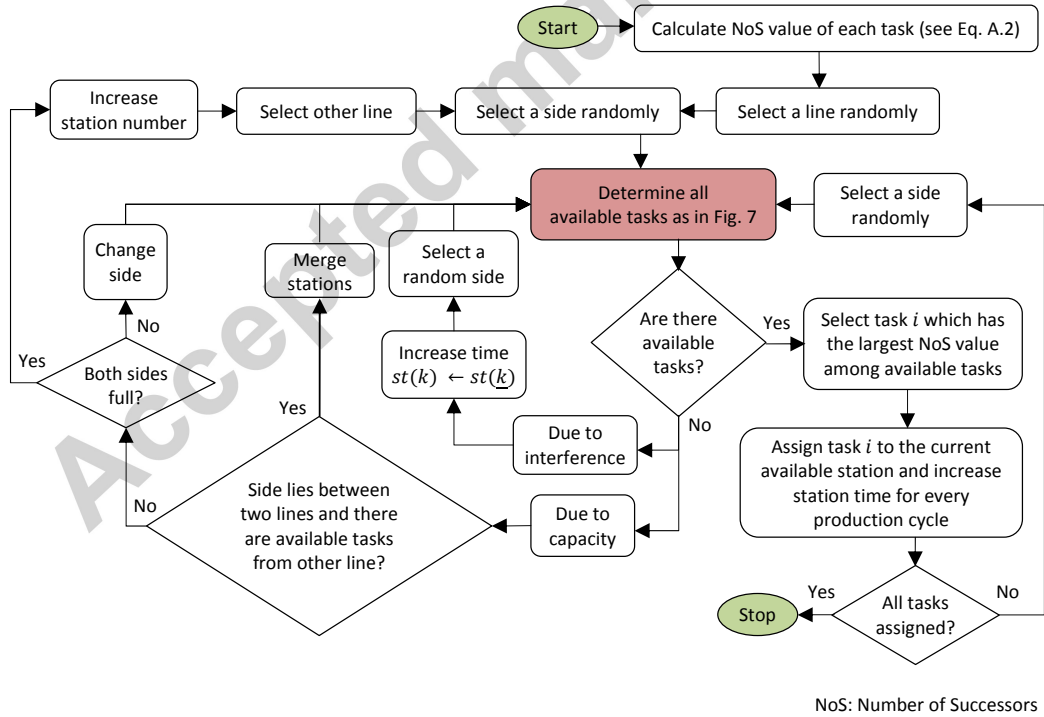 Start
Calculate NoS value of each task (see Eq. A.2)
Increase
station number
Select other line
Select a side randomly
Select a line randomly
Determine all
available tasks as in Fig. 7
Select a side
randomly
Change
side
Merge
stations
Select a
random side
No
Are there
available
tasks?
Yes
Select task i which has
the largest NoS value
among available tasks
Yes
Both sides
full?
Increase time
st(k) ← st(k)
Yes
No
Due to
interference
Assign task i to the current
available station and increase
station time for every
production cycle
No
Side lies between
two lines and there
are available tasks
from other line?
Due to
capacity
Yes
No
Stop
All tasks
assigned?
NoS: Number of Successors
Accepted